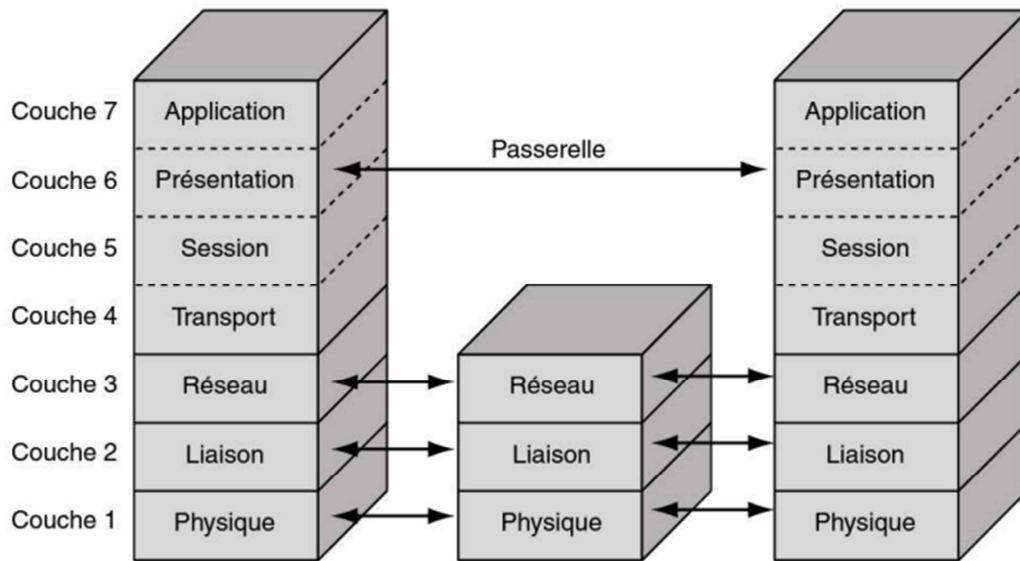 Couche 7 Application Application
Passerelle
Couche 6 Présentation Présentation
Couche 5 Session Session
Couche 4 Transport Transport
Couche 3 Réseau Réseau Réseau
Couche 2 Liaison Liaison Liaison
Couche 1 Physique Physique Physique